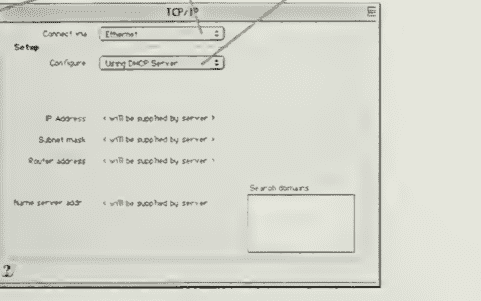 TCP/IP
Connect via Ethernet
Setup
Configure Using DHCP Server
IP Address < will be supplied by server >
Subnet mask < will be supplied by server >
Router address < will be supplied by server >
Search domains
Name server addr < will be supplied by server
?